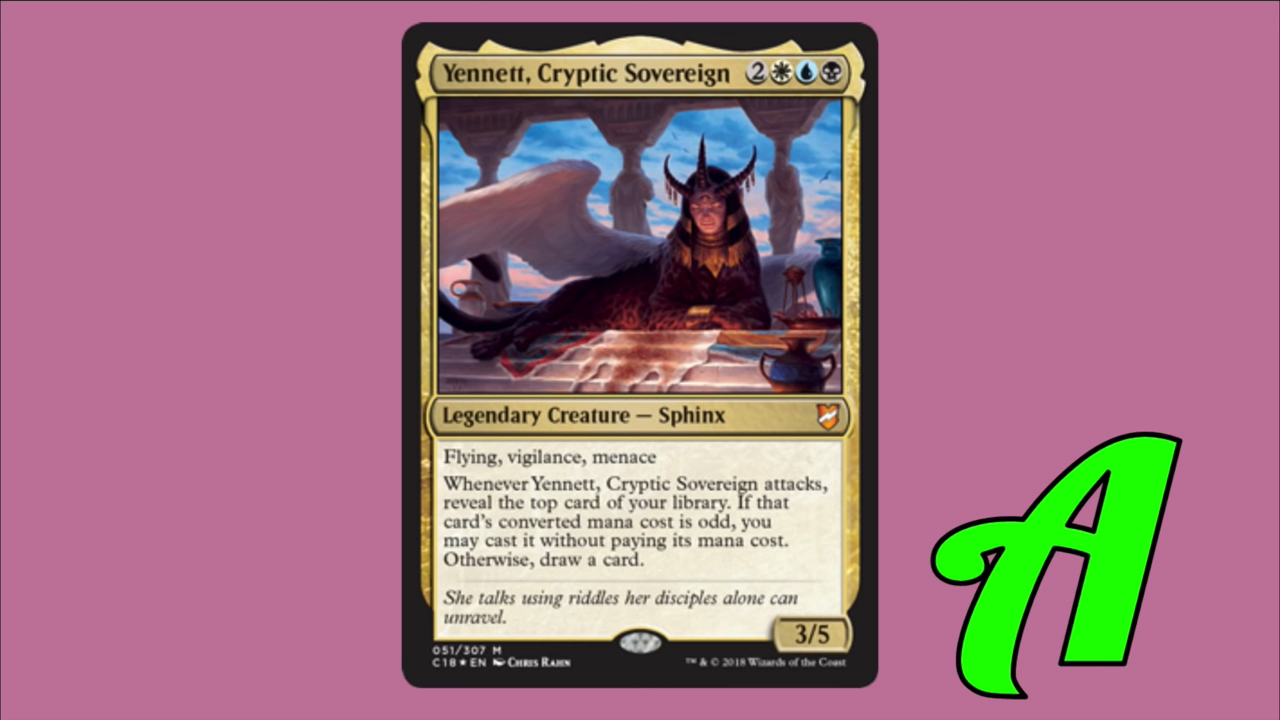 Yennett, Cryptic Sovereign 2
Legendary Creature — Sphinx
Flying, vigilance, menace
Whenever Yennett, Cryptic Sovereign attacks,
reveal the top card of your library. If that
card's converted mana cost is odd, you
may cast it without paying its mana cost.
Otherwise, draw a card.
She talks using riddles her disciples alone can
unravel.
3/5
051/307 M
C18★EN Chris Rahn
™ & © 2018 Wizards of the Coast
A